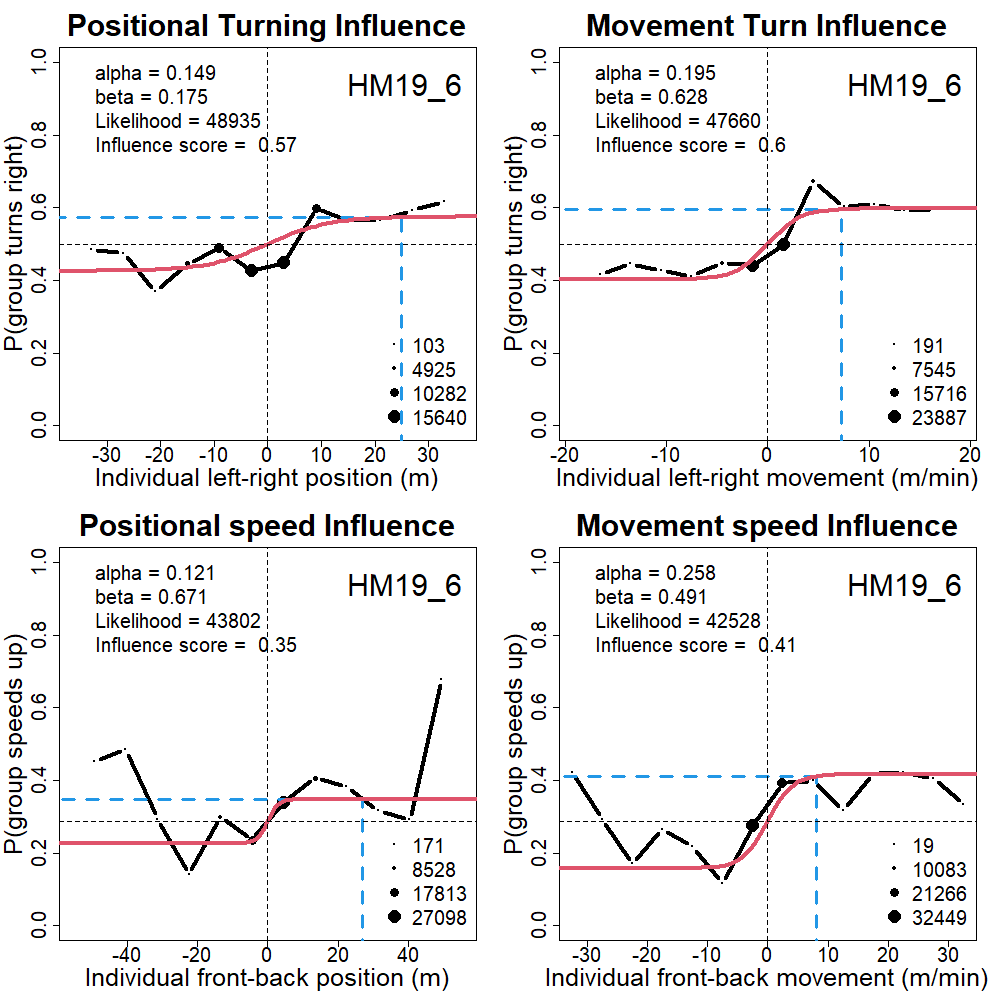 Positional Turning Influence
alpha = 0.149
beta = 0.175
Likelihood = 48935
Influence score =  0.57
HM19_6
P(group turns right)
0.0
0.2
0.4
0.6
0.8
1.0
103
4925
10282
15640
-30
-20
-10
0
10
20
30
Individual left-right position (m)
Movement Turn Influence
alpha = 0.195
beta = 0.628
Likelihood = 47660
Influence score =  0.6
HM19_6
P(group turns right)
0.0
0.2
0.4
0.6
0.8
1.0
191
7545
15716
23887
-20
-10
0
10
20
Individual left-right movement (m/min)
Positional speed Influence
alpha = 0.121
beta = 0.671
Likelihood = 43802
Influence score =  0.35
HM19_6
P(group speeds up)
0.0
0.2
0.4
0.6
0.8
1.0
171
8528
17813
27098
-40
-20
0
20
40
Individual front-back position (m)
Movement speed Influence
alpha = 0.258
beta = 0.491
Likelihood = 42528
Influence score =  0.41
HM19_6
P(group speeds up)
0.0
0.2
0.4
0.6
0.8
1.0
19
10083
21266
32449
-30
-20
-10
0
10
20
30
Individual front-back movement (m/min)